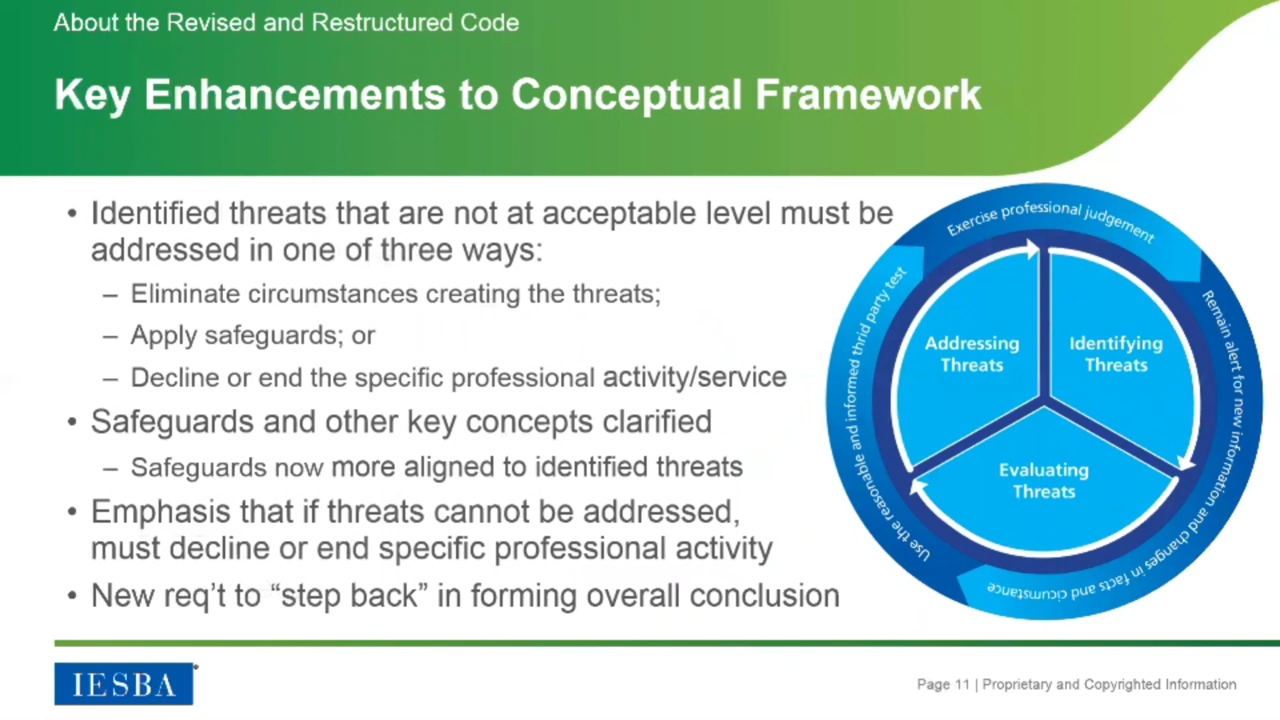 About the Revised and Restructured Code
Key Enhancements to Conceptual Framework
• Identified threats that are not at acceptable level must be
addressed in one of three ways:
– Eliminate circumstances creating the threats;
– Apply safeguards; or
– Decline or end the specific professional activity/service
• Safeguards and other key concepts clarified
– Safeguards now more aligned to identified threats
• Emphasis that if threats cannot be addressed,
must decline or end specific professional activity
• New req't to “step back” in forming overall conclusion
Exercise professional judgement
Remain alert for new information and changes in facts and cicumstance
Use the reasonable and informed thrid party test
Addressing
Threats
Identifying
Threats
Evaluating
Threats
IESBA
Page 11 | Proprietary and Copyrighted Information